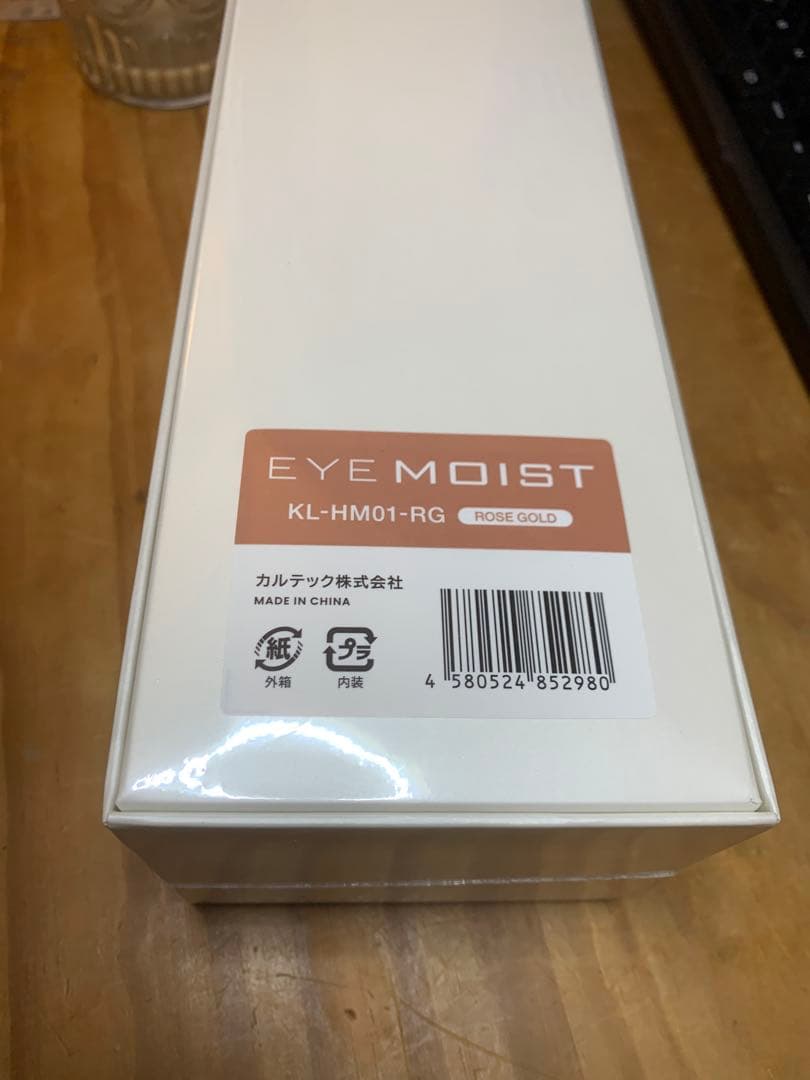 EYE MOIST
KL-HM01-RG ROSE GOLD
カルテック株式会社
MADE IN CHINA
紙 プラ
外箱 内装
4 580524 852980